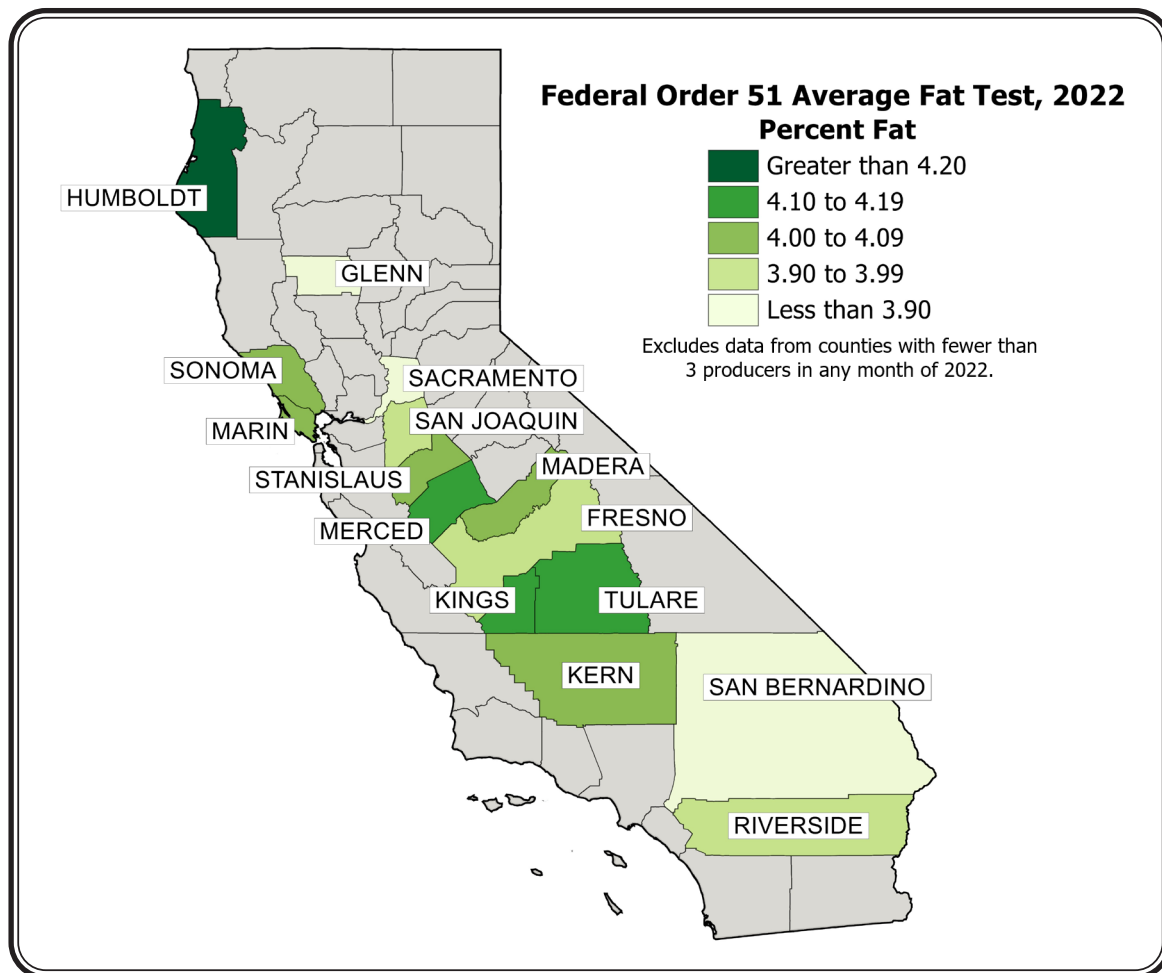 Federal Order 51 Average Fat Test, 2022
Percent Fat
Greater than 4.20
4.10 to 4.19
4.00 to 4.09
3.90 to 3.99
Less than 3.90
Excludes data from counties with fewer than
3 producers in any month of 2022.
HUMBOLDT
GLENN
SONOMA
SACRAMENTO
MARIN
SAN JOAQUIN
STANISLAUS
MADERA
MERCED
FRESNO
KINGS
TULARE
KERN
SAN BERNARDINO
RIVERSIDE